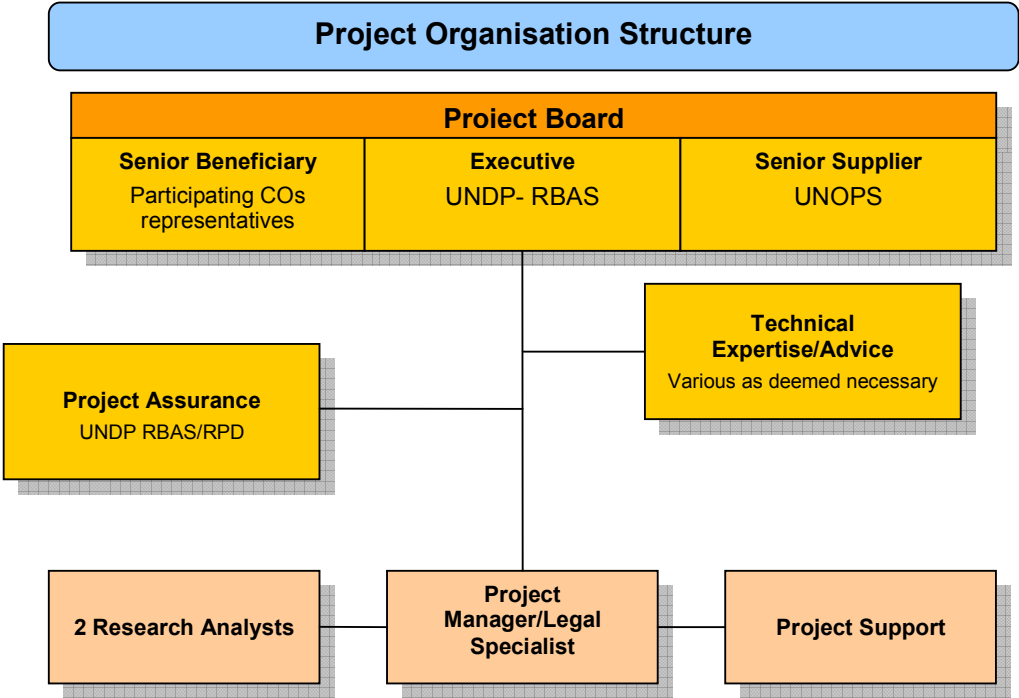 Project Organisation Structure
Project Board
Senior Beneficiary
Participating COs
representatives
Executive
UNDP- RBAS
Senior Supplier
UNOPS
Technical
Expertise/Advice
Various as deemed necessary
Project Assurance
UNDP RBAS/RPD
2 Research Analysts
Project
Manager/Legal
Specialist
Project Support